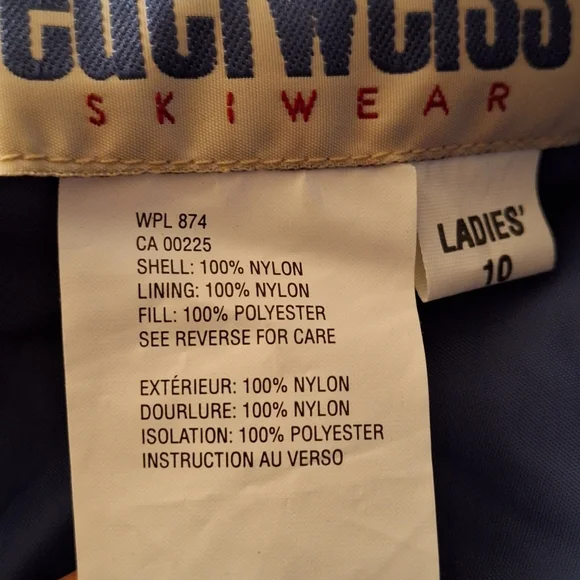 edelweiss
SKIWEAR
LADIES'
10
WPL 874
CA 00225
SHELL: 100% NYLON
LINING: 100% NYLON
FILL: 100% POLYESTER
SEE REVERSE FOR CARE
EXTÉRIEUR: 100% NYLON
DOURLURE: 100% NYLON
ISOLATION: 100% POLYESTER
INSTRUCTION AU VERSO